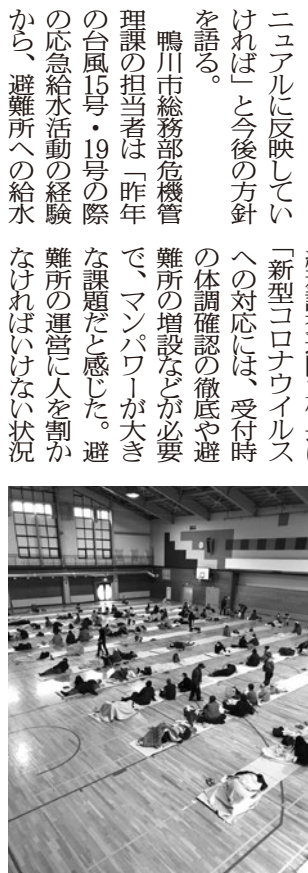 ニュアルに反映してい
ければ」と今後の方針
を語る。
鴨川市総務部危機管
理課の担当者は「昨年
の台風15号・19号の際
の応急給水活動の経験
から、避難所への給水
「新型コロナウイルス
への対応には、受付時
の体調確認の徹底や避
難所の増設などが必要
で、マンパワーが大き
な課題だと感じた。避
難所の運営に人を割か
なければいけない状況